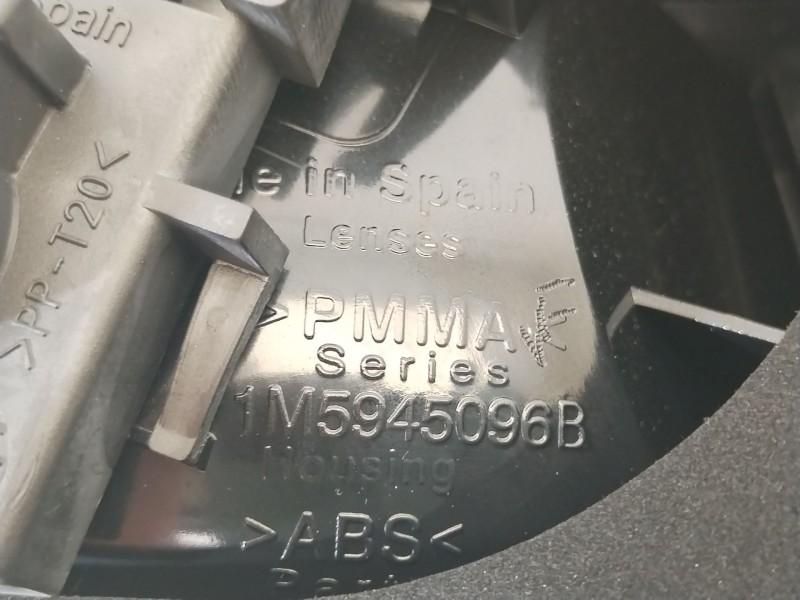 Spain
>PP-T20<
in Spain
Lenses
>PMMA
Series
1M5945096B
Housing
>ABS<